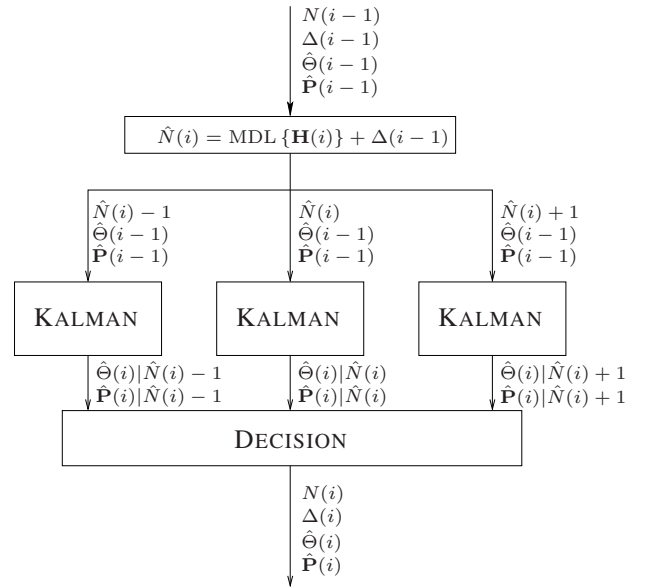 N(i − 1)
Δ(i − 1)
Θ̂(i − 1)
P̂(i − 1)
N̂(i) = MDL {H(i)} + Δ(i − 1)
N̂(i) − 1
Θ̂(i − 1)
P̂(i − 1)
N̂(i)
Θ̂(i − 1)
P̂(i − 1)
N̂(i) + 1
Θ̂(i − 1)
P̂(i − 1)
KALMAN
KALMAN
KALMAN
Θ̂(i)|N̂(i) − 1
P̂(i)|N̂(i) − 1
Θ̂(i)|N̂(i)
P̂(i)|N̂(i)
Θ̂(i)|N̂(i) + 1
P̂(i)|N̂(i) + 1
DECISION
N(i)
Δ(i)
Θ̂(i)
P̂(i)